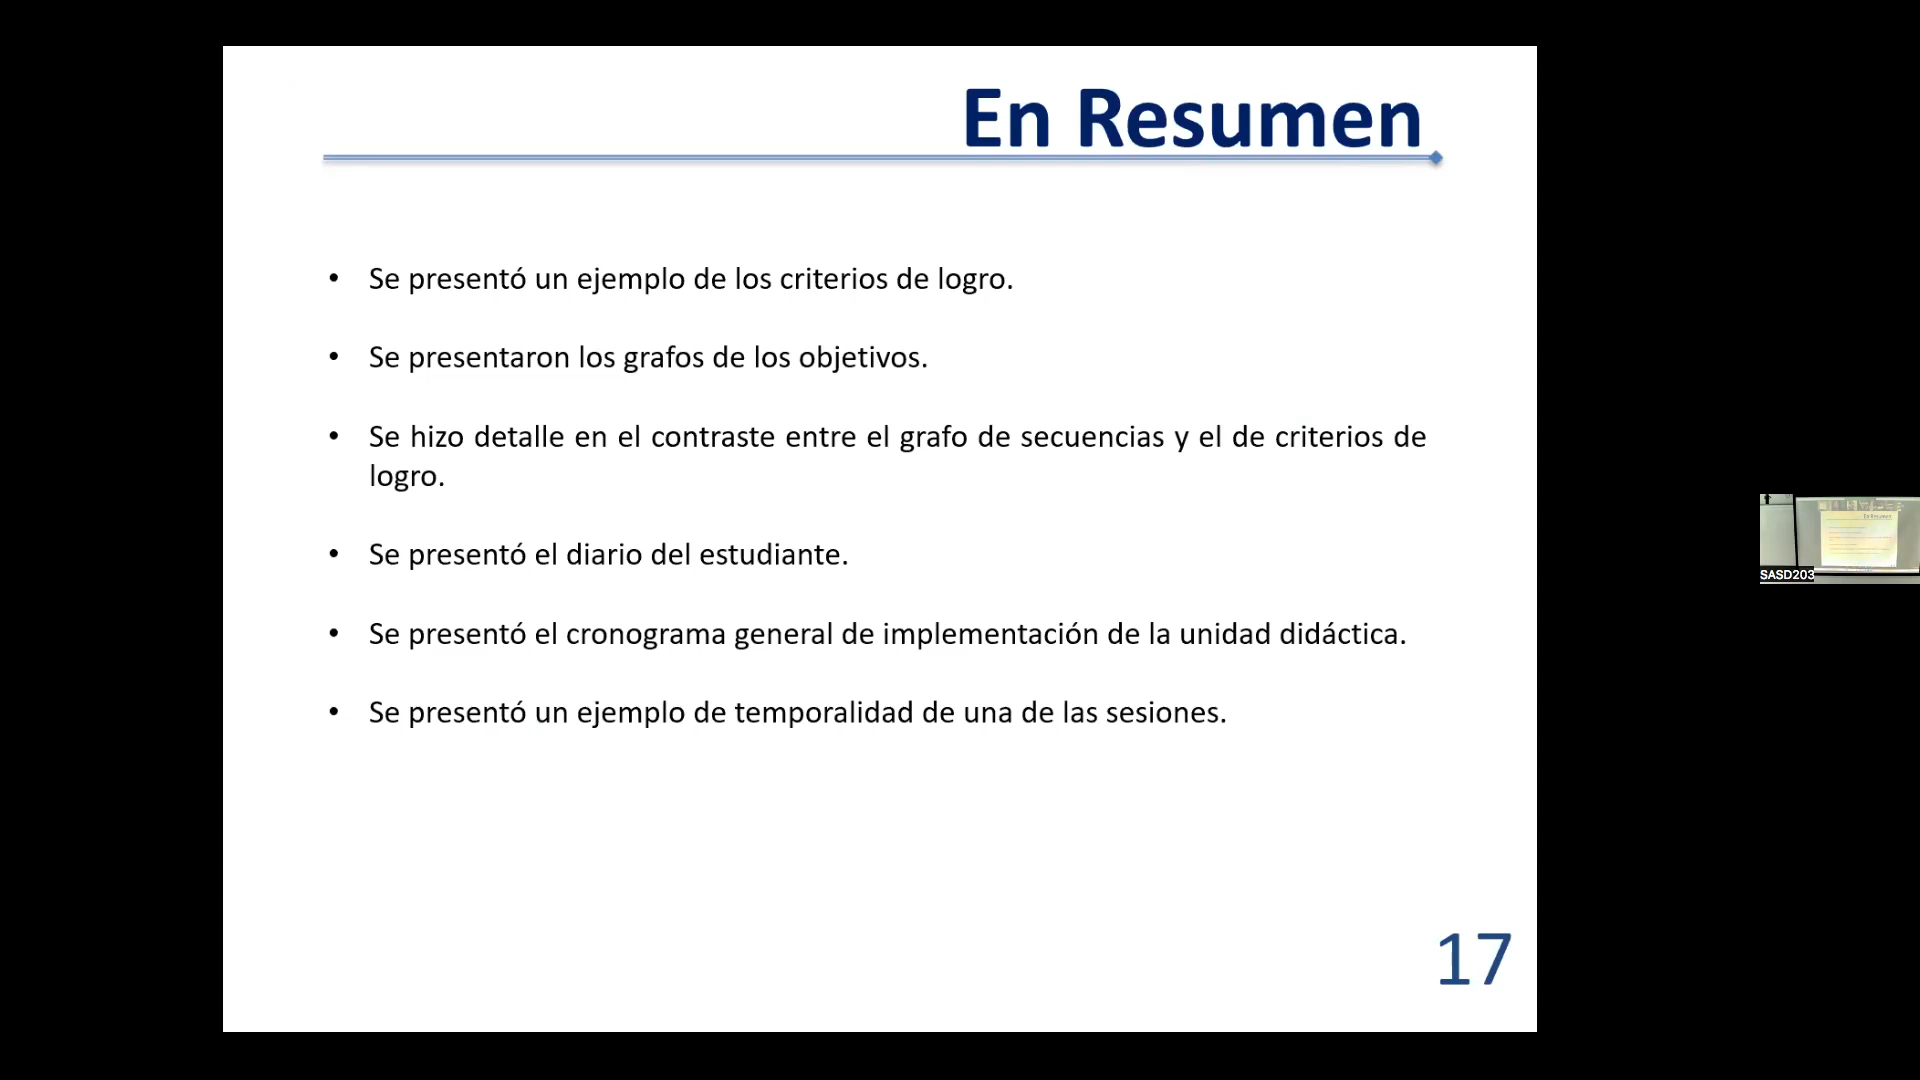 En Resumen
• Se presentó un ejemplo de los criterios de logro.
• Se presentaron los grafos de los objetivos.
• Se hizo detalle en el contraste entre el grafo de secuencias y el de criterios de
logro.
• Se presentó el diario del estudiante.
• Se presentó el cronograma general de implementación de la unidad didáctica.
• Se presentó un ejemplo de temporalidad de una de las sesiones.
17
En Resumen
SASD203